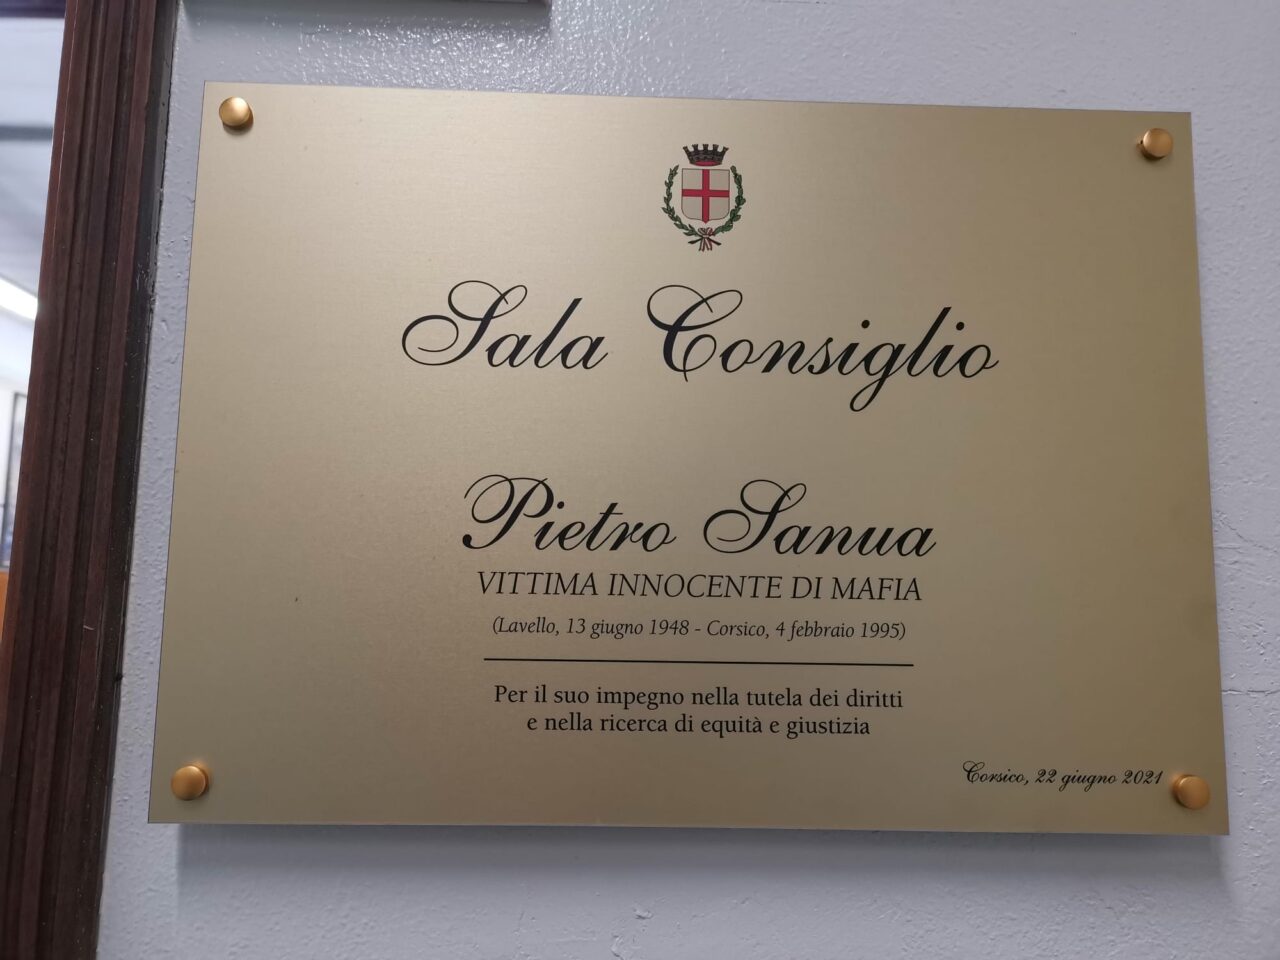 Sala Consiglio
Pietro Sanua
VITTIMA INNOCENTE DI MAFIA
(Lavello, 13 giugno 1948 - Corsico, 4 febbraio 1995)
Per il suo impegno nella tutela dei diritti
e nella ricerca di equità e giustizia
Corsico, 22 giugno 2021